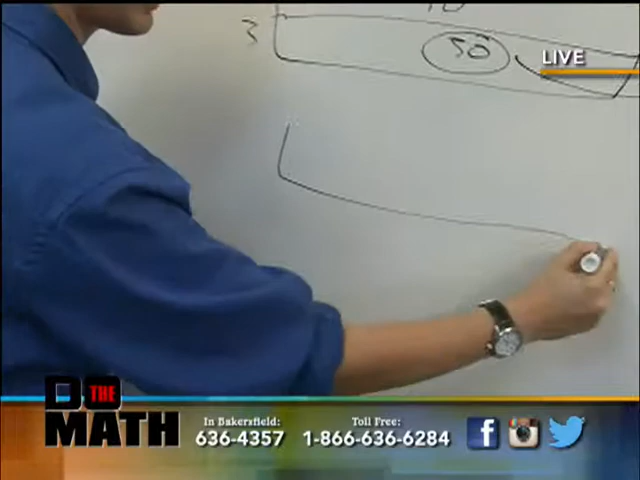 3
50
LIVE
DO THE MATH
In Bakersfield:
636-4357
Toll Free:
1-866-636-6284